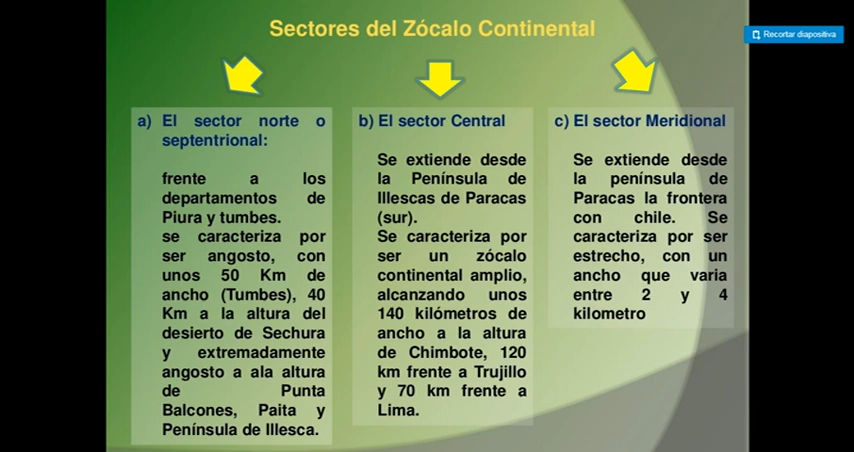 Sectores del Zócalo Continental
Recortar diapositiva
a) El sector norte o
septentrional:
frente a los
departamentos de
Piura y tumbes.
se caracteriza por
ser angosto, con
unos 50 Km de
ancho (Tumbes), 40
Km a la altura del
desierto de Sechura
y extremadamente
angosto a ala altura
de Punta
Balcones, Paita y
Península de Illesca.
b) El sector Central
Se extiende desde
la Península de
Illescas de Paracas
(sur).
Se caracteriza por
ser un zócalo
continental amplio,
alcanzando unos
140 kilómetros de
ancho a la altura
de Chimbote, 120
km frente a Trujillo
y 70 km frente a
Lima.
c) El sector Meridional
Se extiende desde
la península de
Paracas la frontera
con chile. Se
caracteriza por ser
estrecho, con un
ancho que varia
entre 2 y 4
kilometro